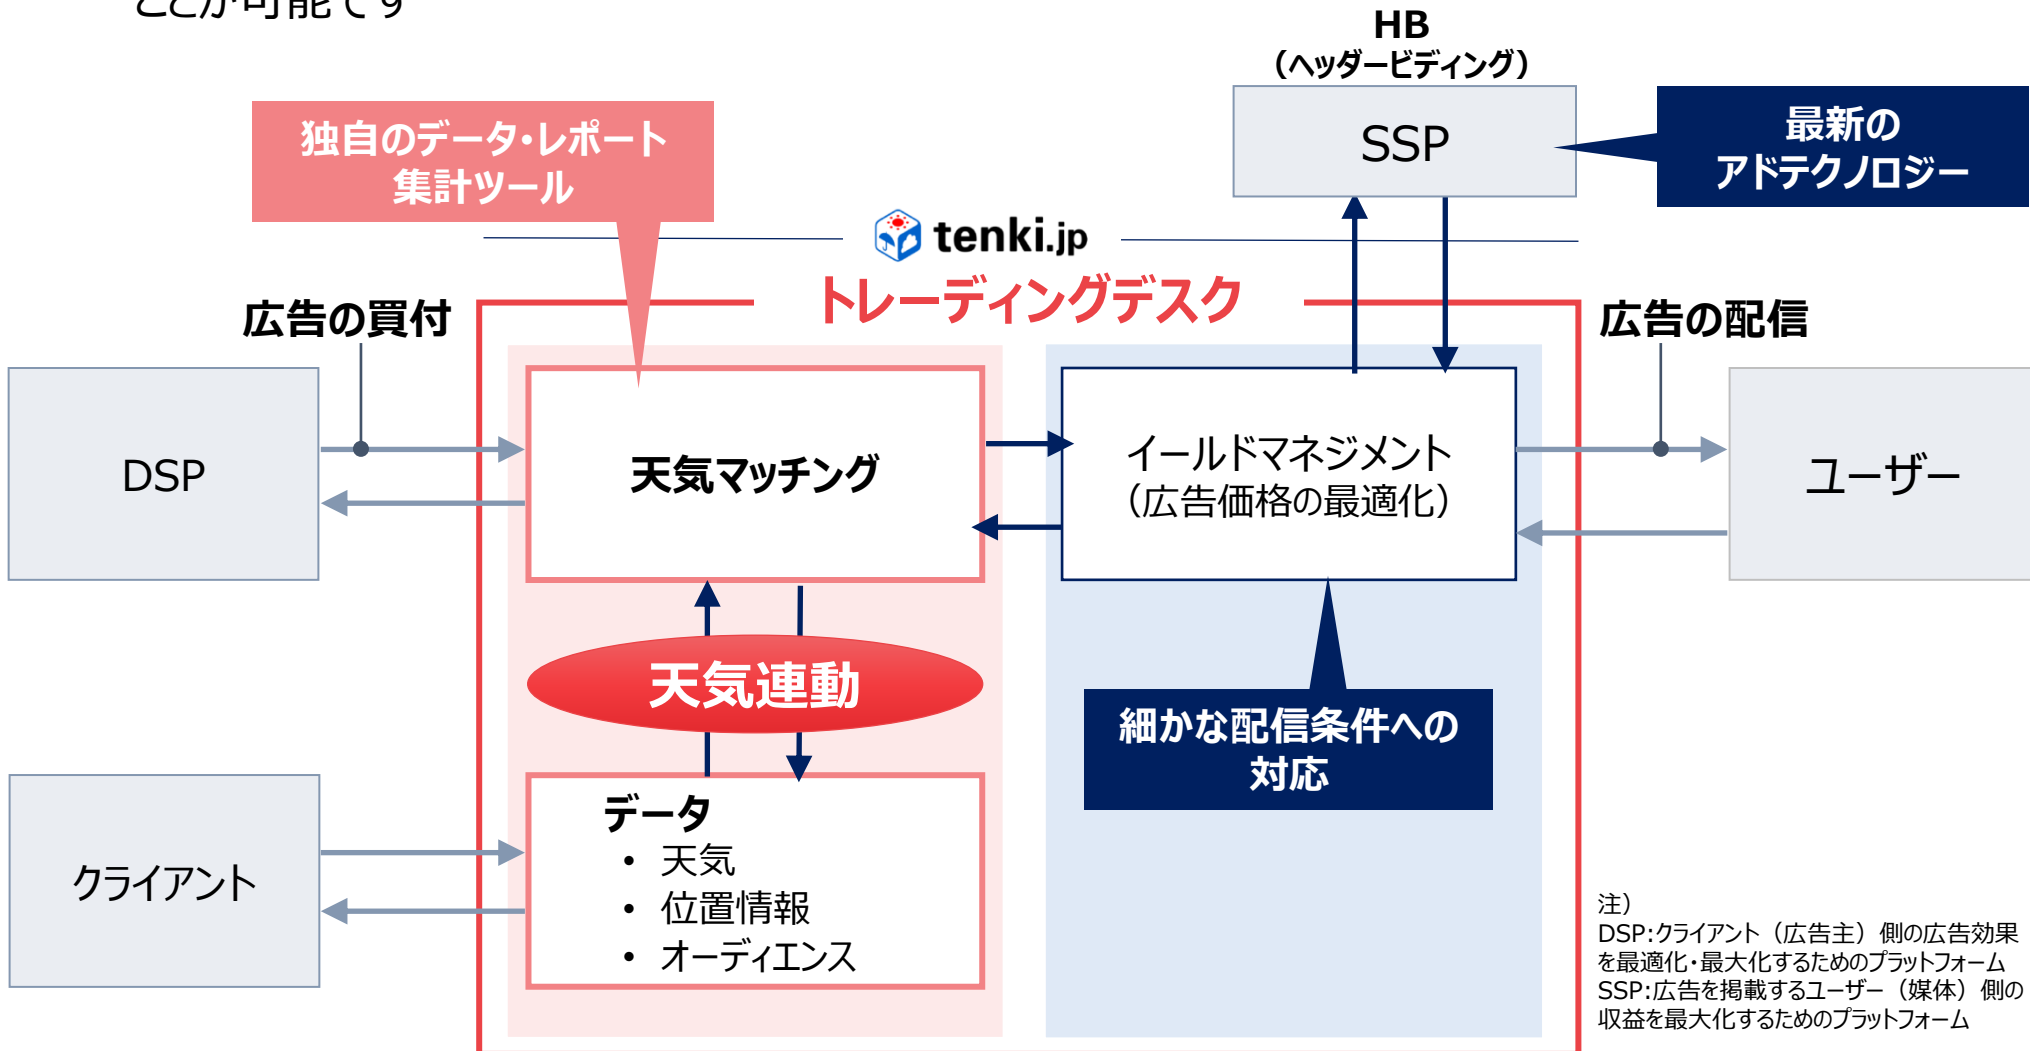 ことが可能です
HB
（ヘッダービディング）
SSP
最新の
アドテクノロジー
独自のデータ・レポート
集計ツール
tenki.jp
トレーディングデスク
広告の買付
広告の配信
DSP
天気マッチング
イールドマネジメント
（広告価格の最適化）
ユーザー
天気連動
細かな配信条件への
対応
クライアント
データ
• 天気
• 位置情報
• オーディエンス
注）
DSP:クライアント（広告主）側の広告効果
を最適化・最大化するためのプラットフォーム
SSP:広告を掲載するユーザー（媒体）側の
収益を最大化するためのプラットフォーム